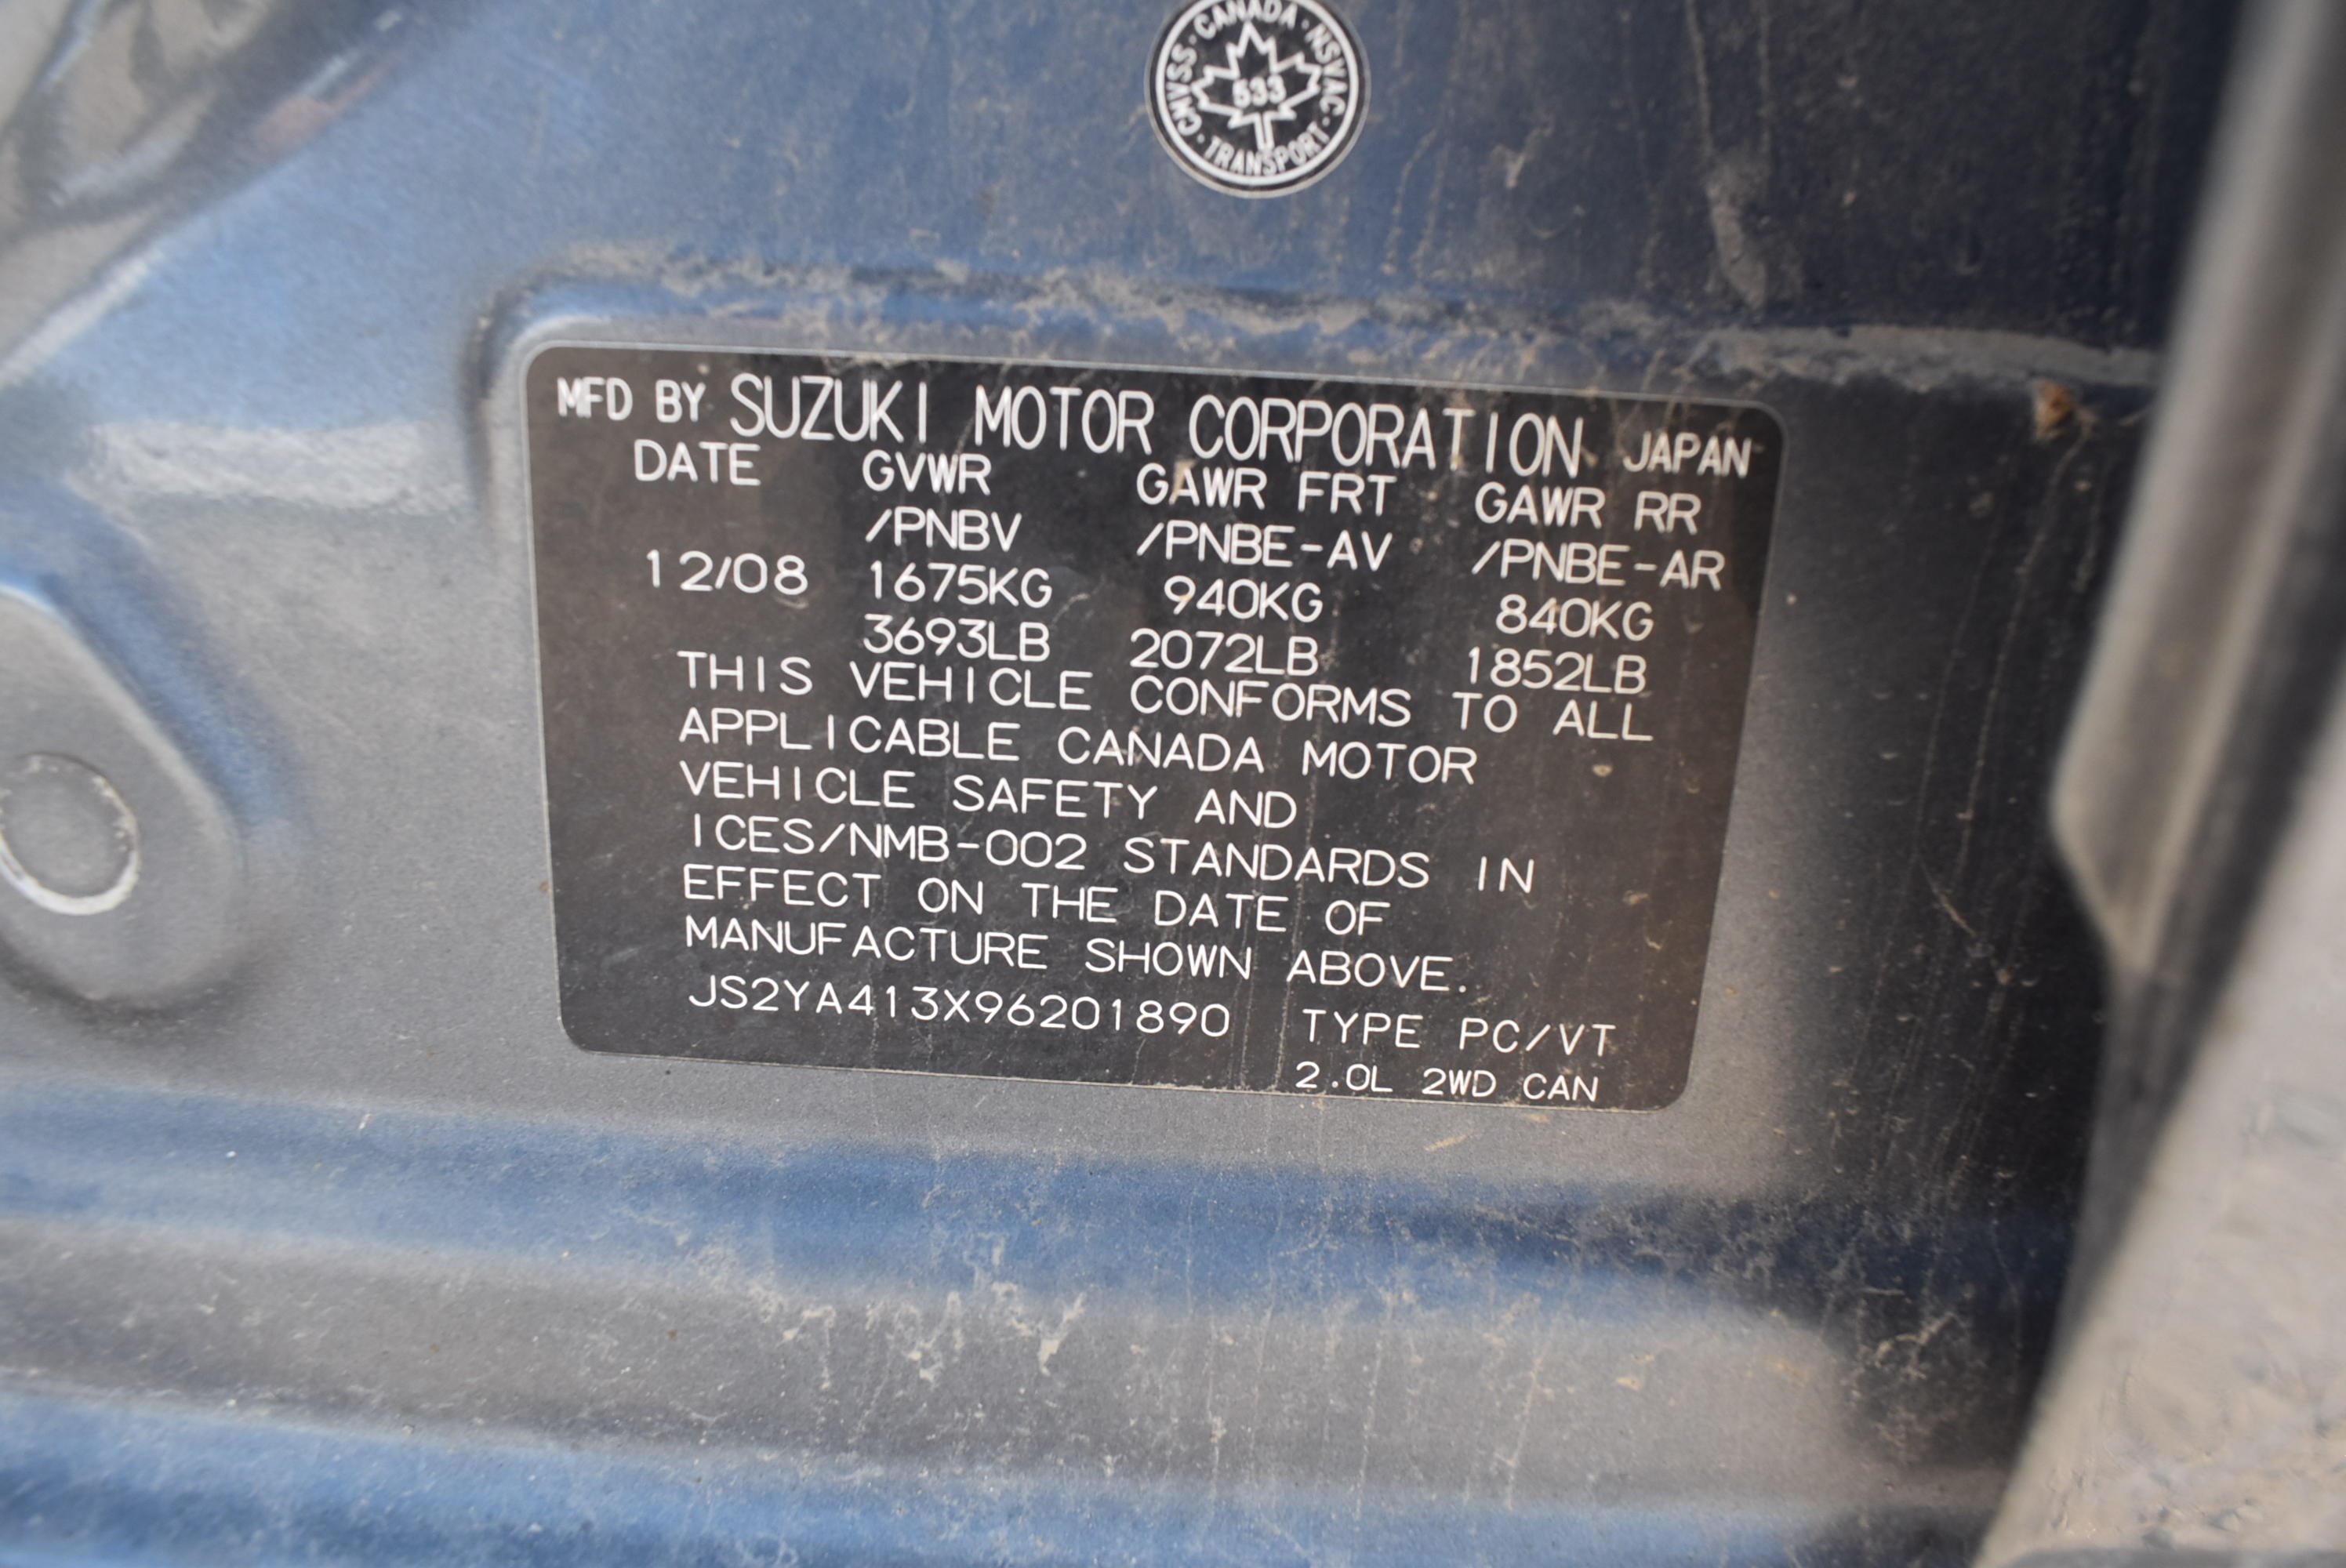 CMVSS · CANADA · NSVAC · TRANSPORT ·
533
MFD BY SUZUKI MOTOR CORPORATION JAPAN
DATE GVWR GAWR FRT GAWR RR
/PNBV /PNBE-AV /PNBE-AR
12/08 1675KG 940KG 840KG
3693LB 2072LB 1852LB
THIS VEHICLE CONFORMS TO ALL
APPLICABLE CANADA MOTOR
VEHICLE SAFETY AND
ICES/NMB-002 STANDARDS IN
EFFECT ON THE DATE OF
MANUFACTURE SHOWN ABOVE.
JS2YA413X96201890 TYPE PC/VT
2.0L 2WD CAN